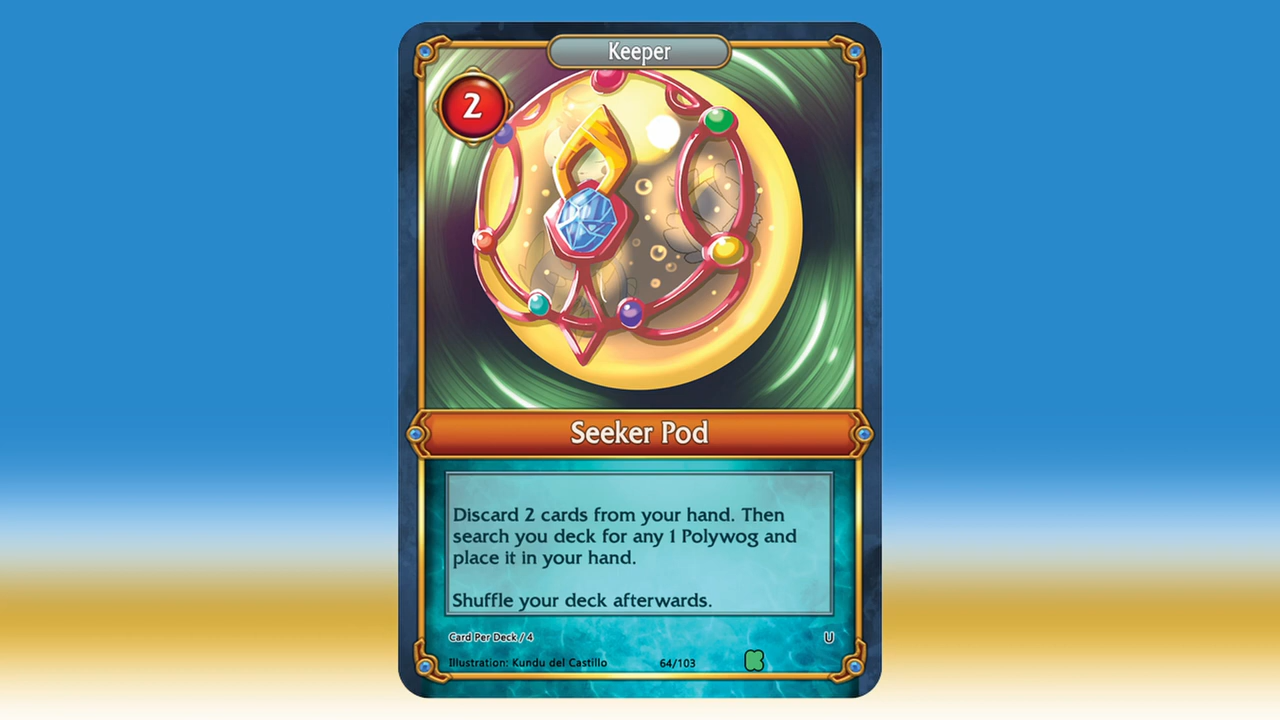 Keeper
2
Seeker Pod
Discard 2 cards from your hand. Then
search you deck for any 1 Polywog and
place it in your hand.
Shuffle your deck afterwards.
Card Per Deck / 4
U
Illustration: Kundu del Castillo
64/103